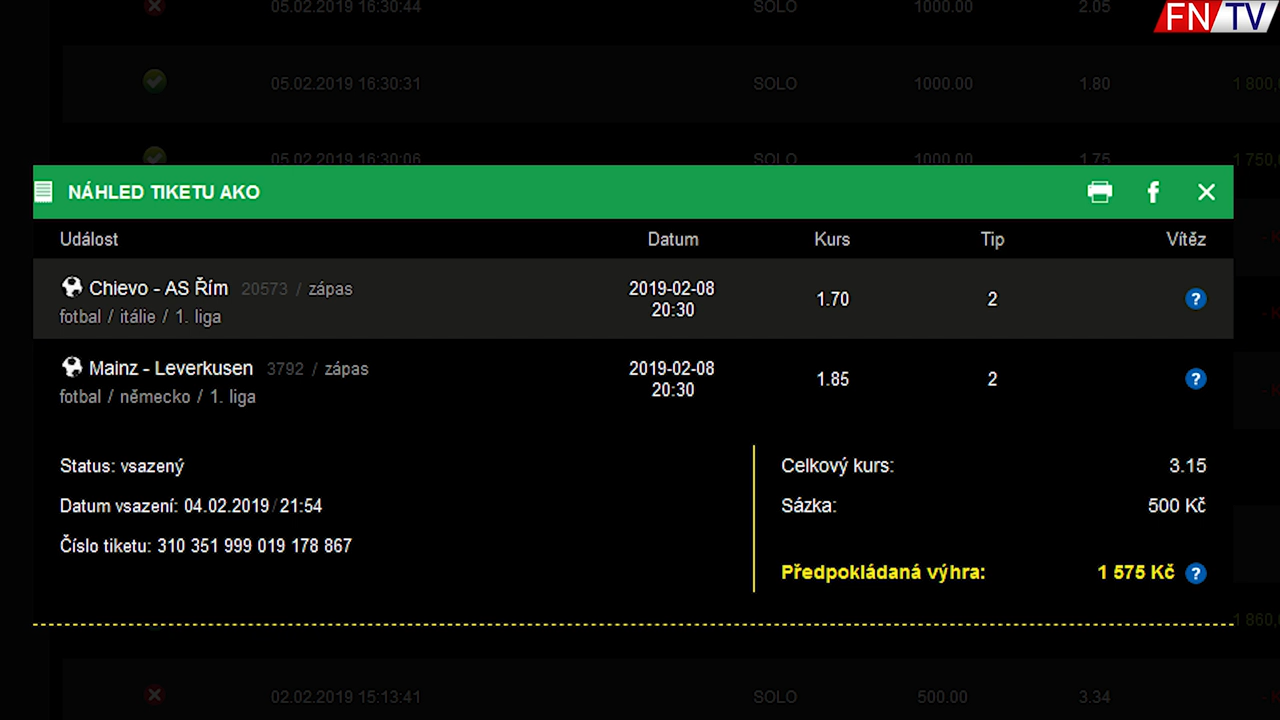 05.02.2019 16:30:44 SOLO 1000.00 2.05
FNTV
05.02.2019 16:30:31 SOLO 1000.00 1.80 1 800,
05.02.2019 16:30:06 SOLO 1000.00 1.75 1 750,
NÁHLED TIKETU AKO
Událost Datum Kurs Tip Vítěz
Chievo - AS Řím 20573 / zápas 2019-02-08 20:30 1.70 2 ?
fotbal / itálie / 1. liga
Mainz - Leverkusen 3792 / zápas 2019-02-08 20:30 1.85 2 ?
fotbal / německo / 1. liga
Status: vsazený
Datum vsazení: 04.02.2019 / 21:54
Číslo tiketu: 310 351 999 019 178 867
Celkový kurs: 3.15
Sázka: 500 Kč
Předpokládaná výhra: 1 575 Kč ?
1 860,
02.02.2019 15:13:41 SOLO 500.00 3.34